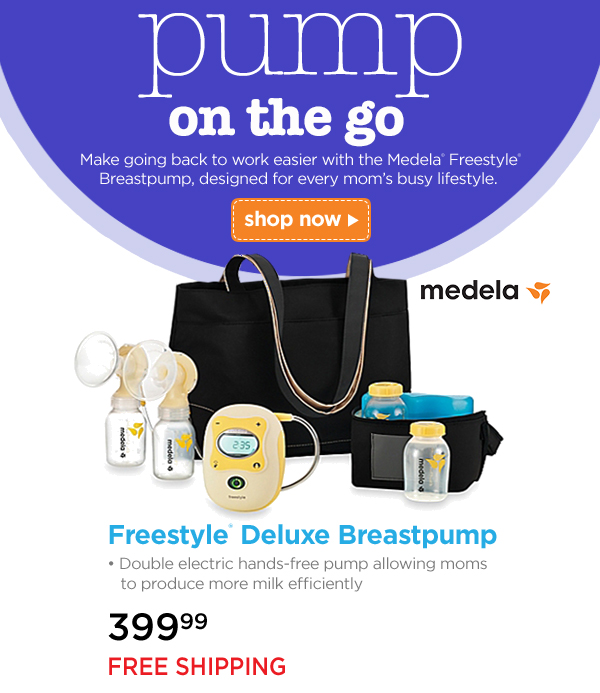 pump
on the go
Make going back to work easier with the Medela® Freestyle®
Breastpump, designed for every mom's busy lifestyle.
shop now ▸
medela
medela
medela
2:35
freestyle
medela
Freestyle® Deluxe Breastpump
• Double electric hands-free pump allowing moms
to produce more milk efficiently
399⁹⁹
FREE SHIPPING